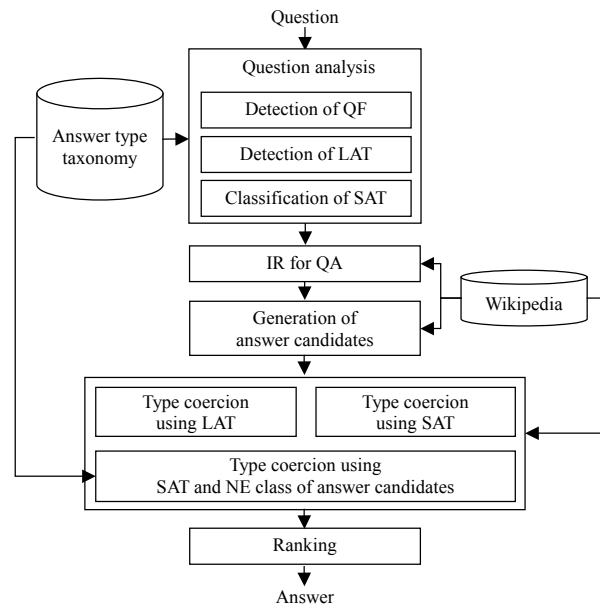 Question
Question analysis
Detection of QF
Answer type
taxonomy
Detection of LAT
Classification of SAT
IR for QA
Wikipedia
Generation of
answer candidates
Type coercion
using LAT
Type coercion
using SAT
Type coercion using
SAT and NE class of answer candidates
Ranking
Answer